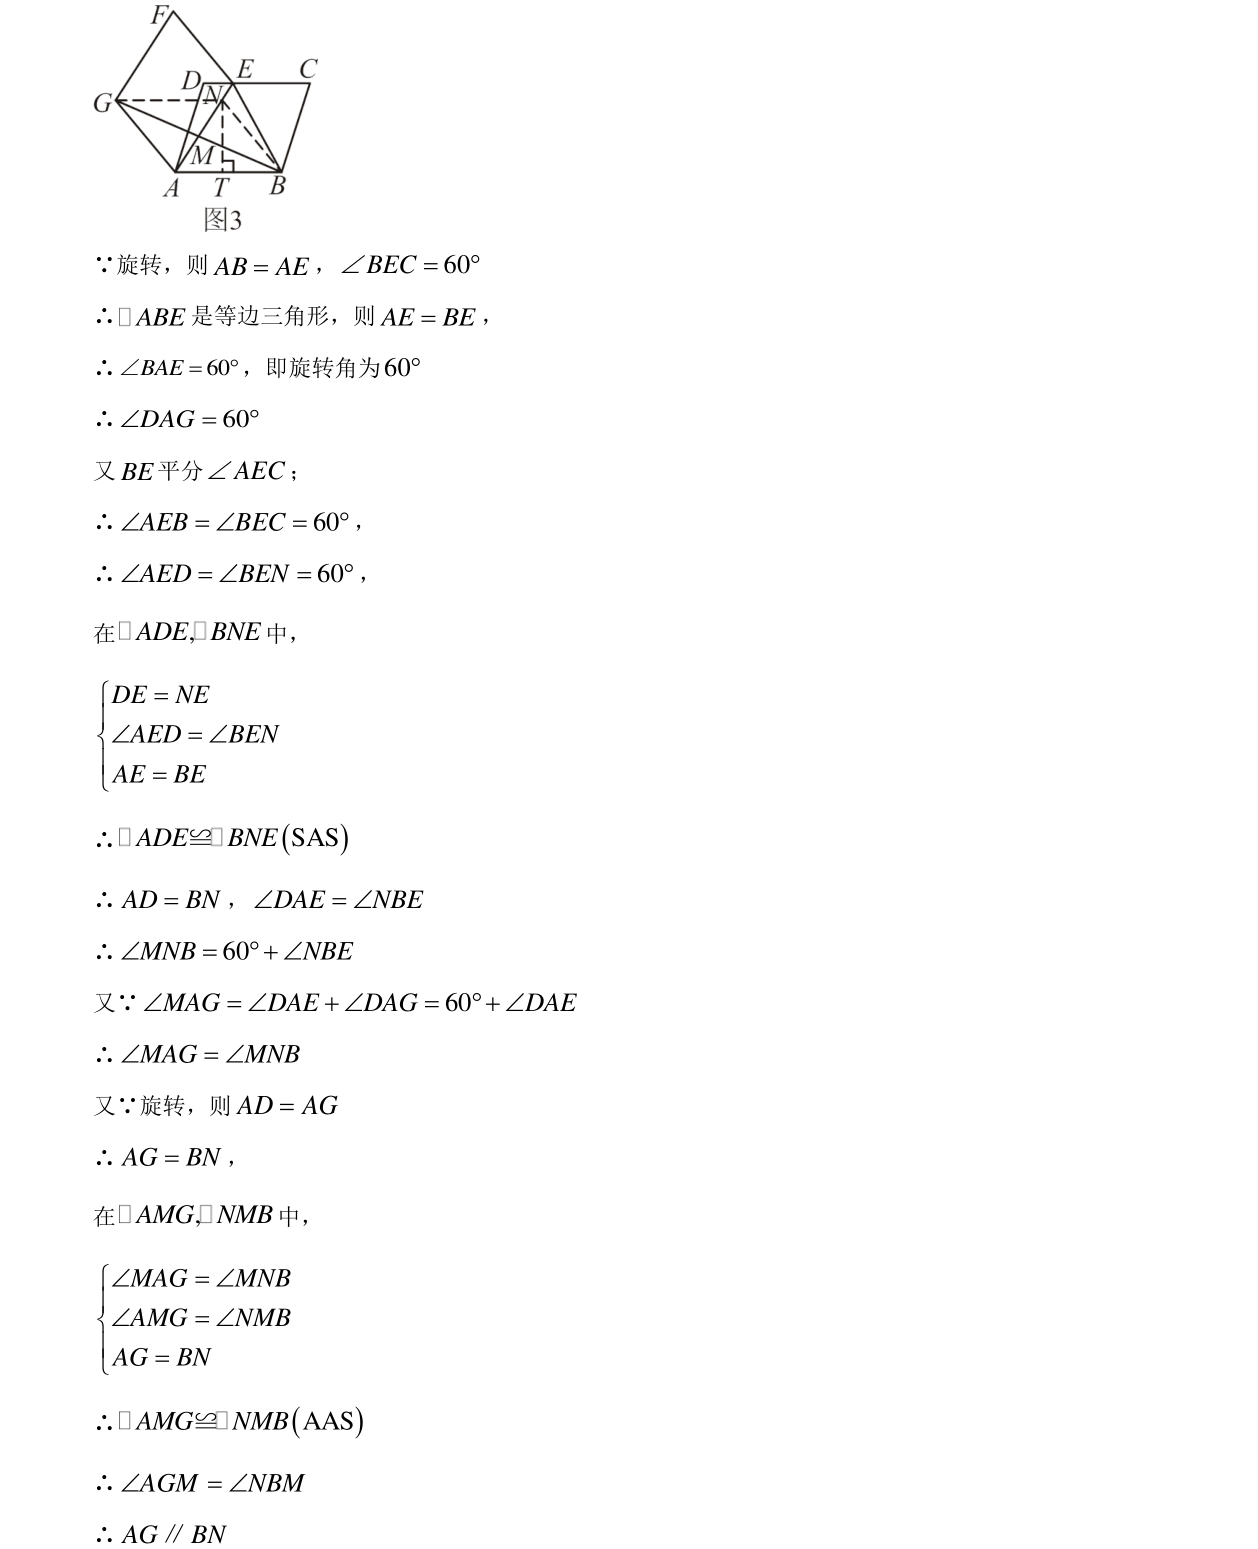 F
D E C
G N
M
A T B
图3
∵旋转，则 AB = AE ，∠BEC = 60°
∴□ABE 是等边三角形，则 AE = BE ，
∴ ∠BAE = 60°，即旋转角为 60°
∴ ∠DAG = 60°
又 BE 平分 ∠AEC；
∴ ∠AEB = ∠BEC = 60°，
∴ ∠AED = ∠BEN = 60°，
在□ADE,□BNE 中，
{DE = NE
∠AED = ∠BEN
AE = BE
∴□ADE≌□BNE(SAS)
∴ AD = BN ，∠DAE = ∠NBE
∴ ∠MNB = 60° + ∠NBE
又∵ ∠MAG = ∠DAE + ∠DAG = 60° + ∠DAE
∴ ∠MAG = ∠MNB
又∵旋转，则 AD = AG
∴ AG = BN ，
在□AMG,□NMB 中，
{∠MAG = ∠MNB
∠AMG = ∠NMB
AG = BN
∴□AMG≌□NMB(AAS)
∴ ∠AGM = ∠NBM
∴ AG // BN